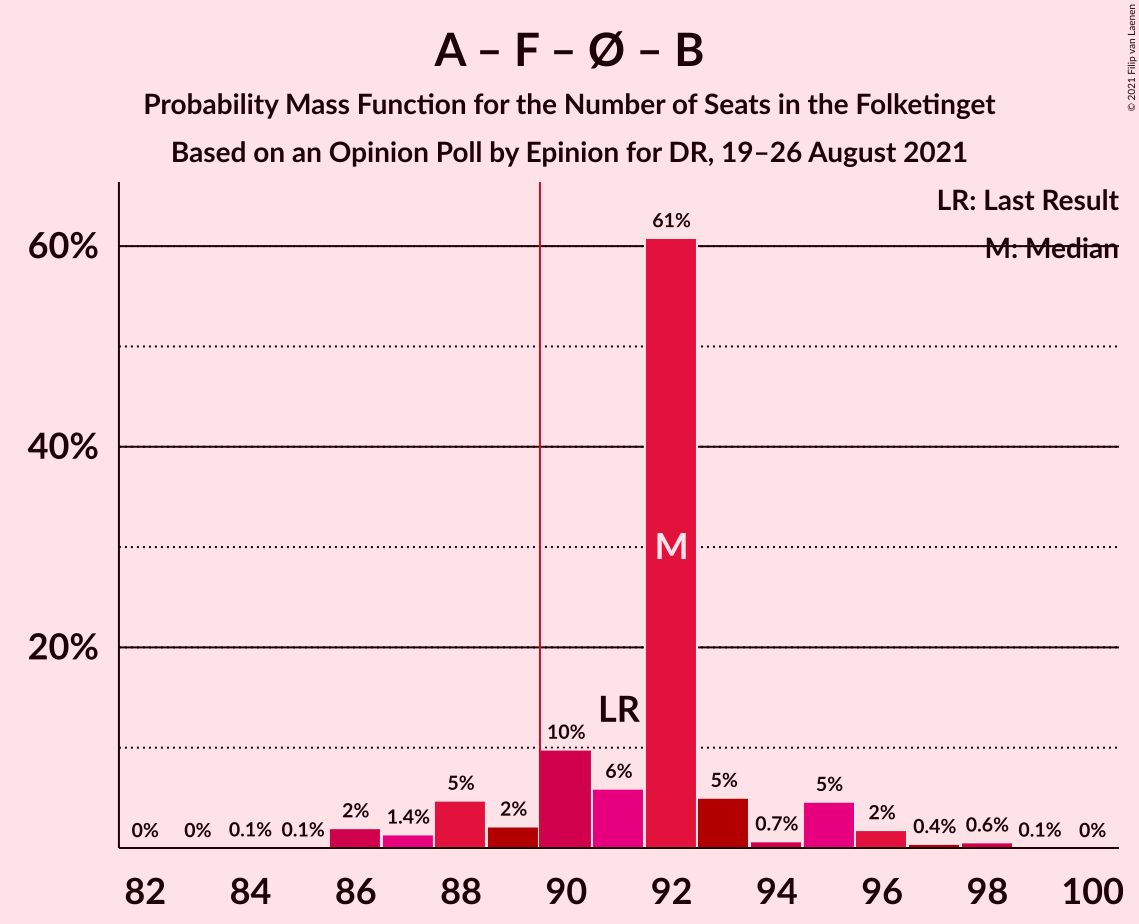 A – F – Ø – B
Probability Mass Function for the Number of Seats in the Folketinget
Based on an Opinion Poll by Epinion for DR, 19–26 August 2021
© 2021 Filip van Laenen
LR: Last Result
M: Median
60%
40%
20%
0%
0%
0.1%
0.1%
2%
1.4%
5%
2%
10%
LR
6%
61%
M
5%
0.7%
5%
2%
0.4%
0.6%
0.1%
0%
82 84 86 88 90 92 94 96 98 100